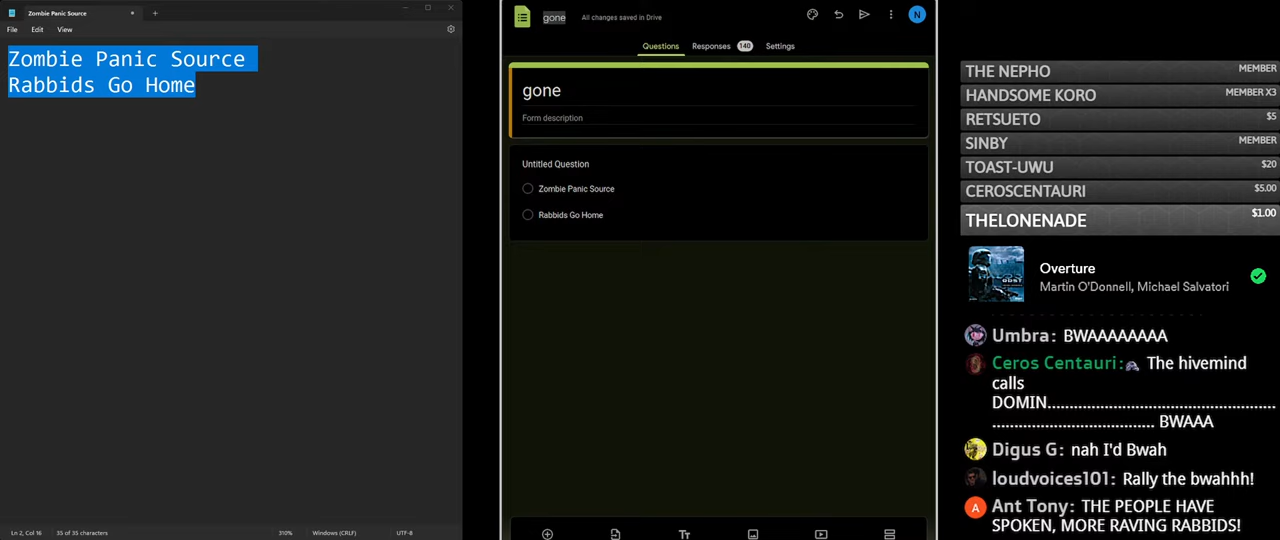 Zombie Panic Source
File Edit View
Zombie Panic Source
Rabbids Go Home
Ln 2, Col 16 35 of 35 characters 310% Windows (CRLF) UTF-8
gone All changes saved in Drive N
Questions Responses 140 Settings
gone
Form description
Untitled Question
Zombie Panic Source
Rabbids Go Home
Tt
THE NEPHO MEMBER
HANDSOME KORO MEMBER X3
RETSUETO $5
SINBY MEMBER
TOAST-UWU $20
CEROSCENTAURI $5.00
THELONENADE $1.00
Overture
Martin O'Donnell, Michael Salvatori
Umbra: BWAAAAAAAA
Ceros Centauri: The hivemind
calls
DOMIN..................................................
................................... BWAAA
Digus G: nah I'd Bwah
loudvoices101: Rally the bwahhh!
A Ant Tony: THE PEOPLE HAVE
SPOKEN, MORE RAVING RABBIDS!